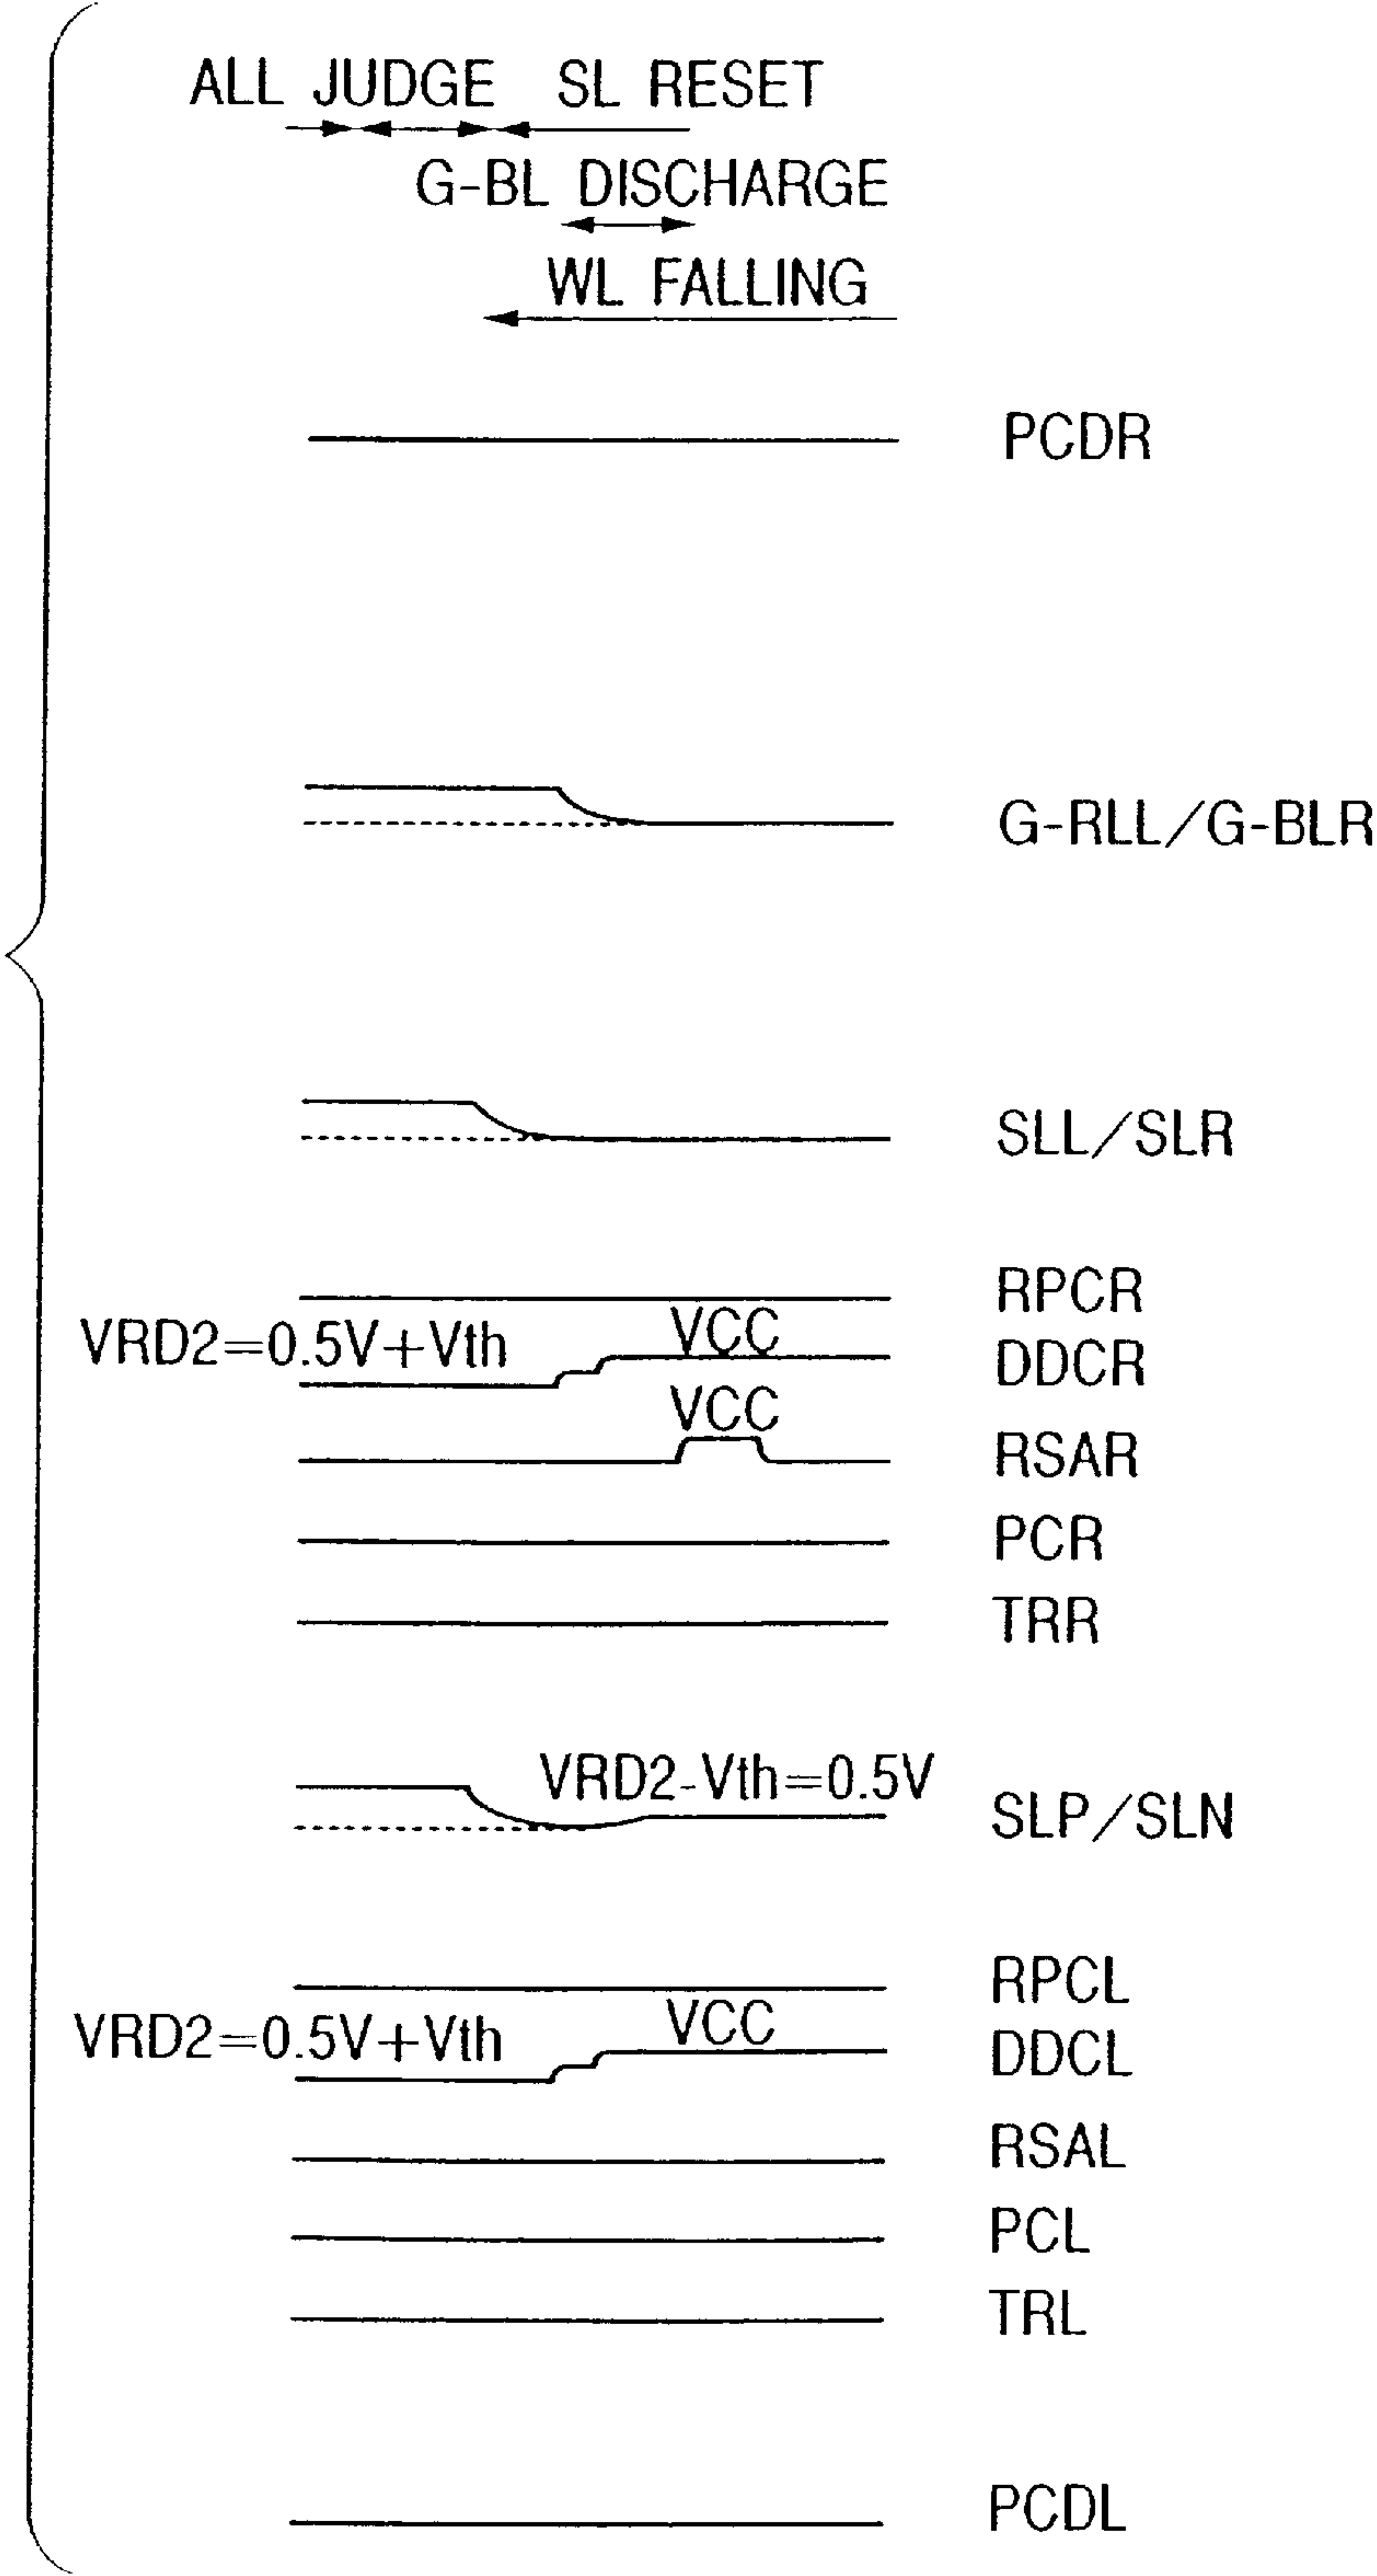 ALL JUDGE SL RESET
G-BL DISCHARGE
WL FALLING
PCDR
G-RLL/G-BLR
SLL/SLR
RPCR
VRD2=0.5V+Vth VCC DDCR
VCC RSAR
PCR
TRR
VRD2-Vth=0.5V SLP/SLN
RPCL
VRD2=0.5V+Vth VCC DDCL
RSAL
PCL
TRL
PCDL